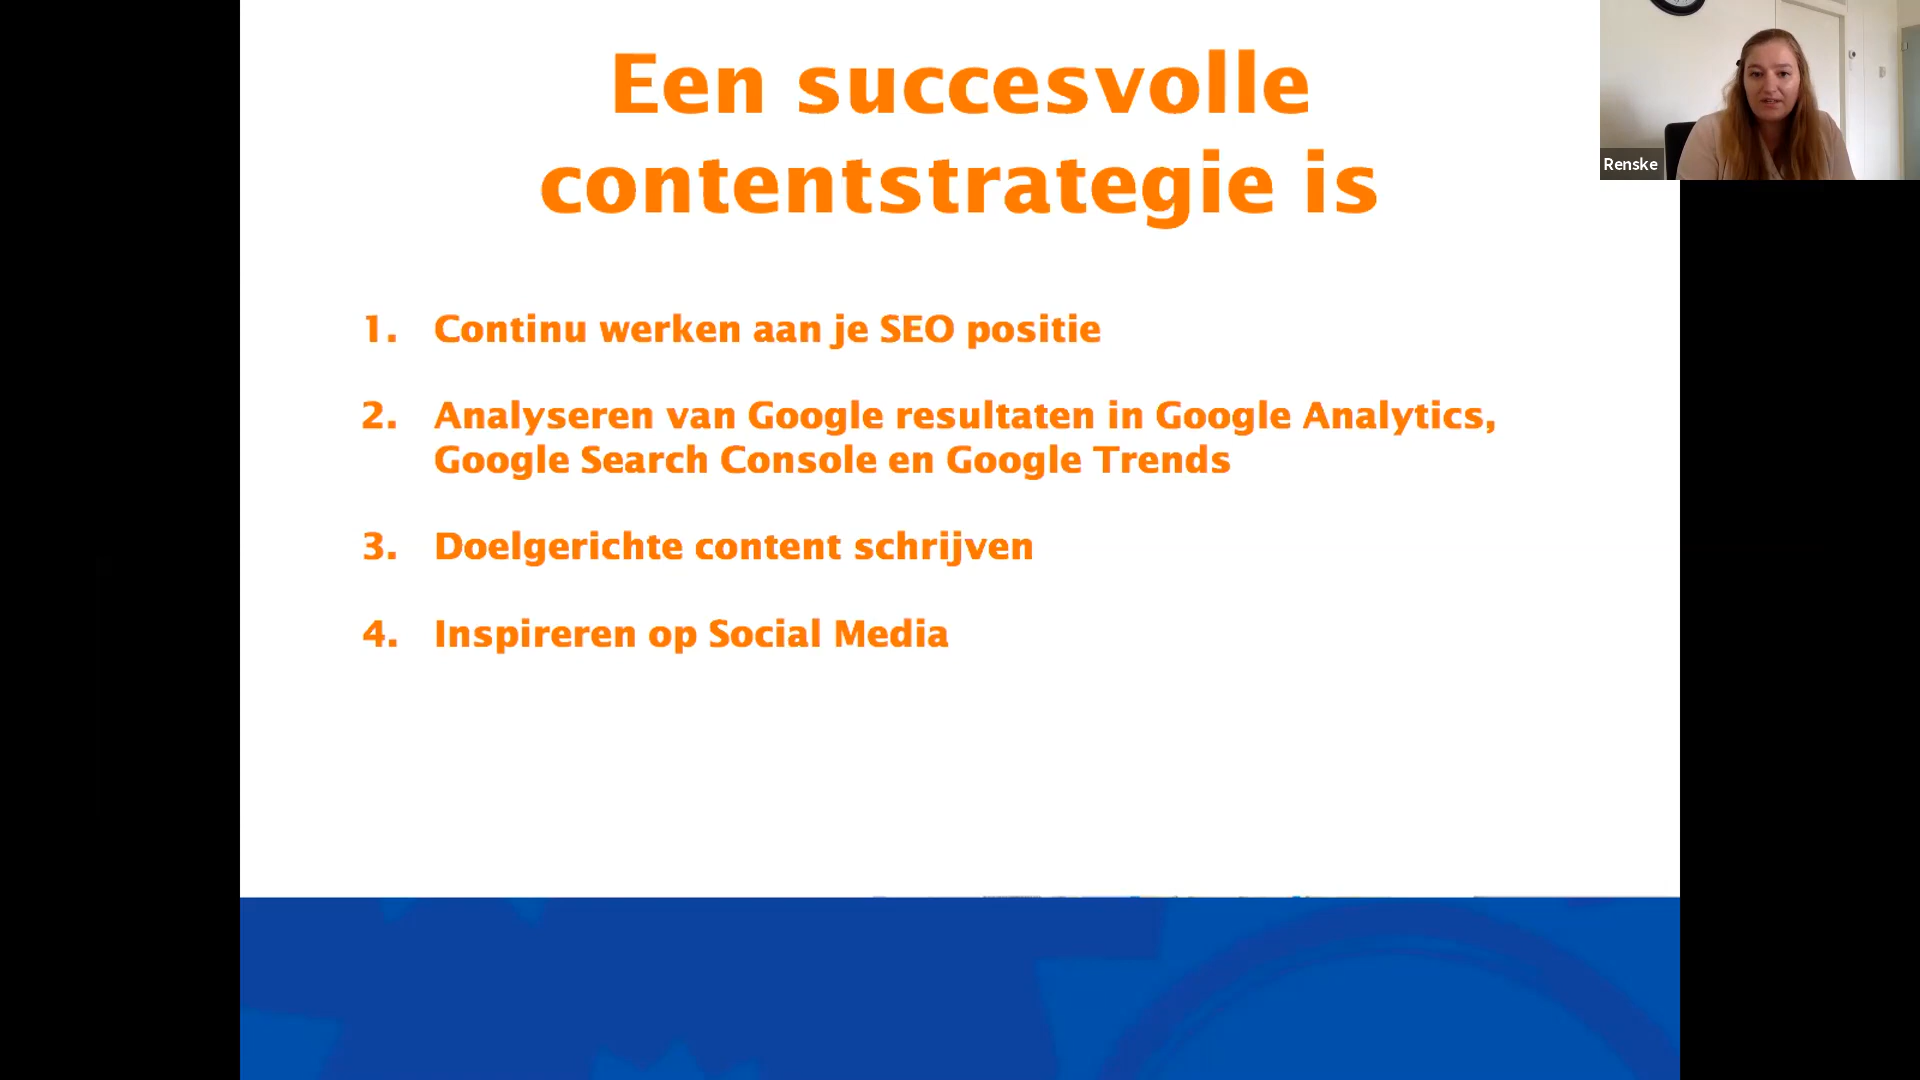 Een succesvolle
contentstrategie is
Renske
1. Continu werken aan je SEO positie
2. Analyseren van Google resultaten in Google Analytics,
Google Search Console en Google Trends
3. Doelgerichte content schrijven
4. Inspireren op Social Media